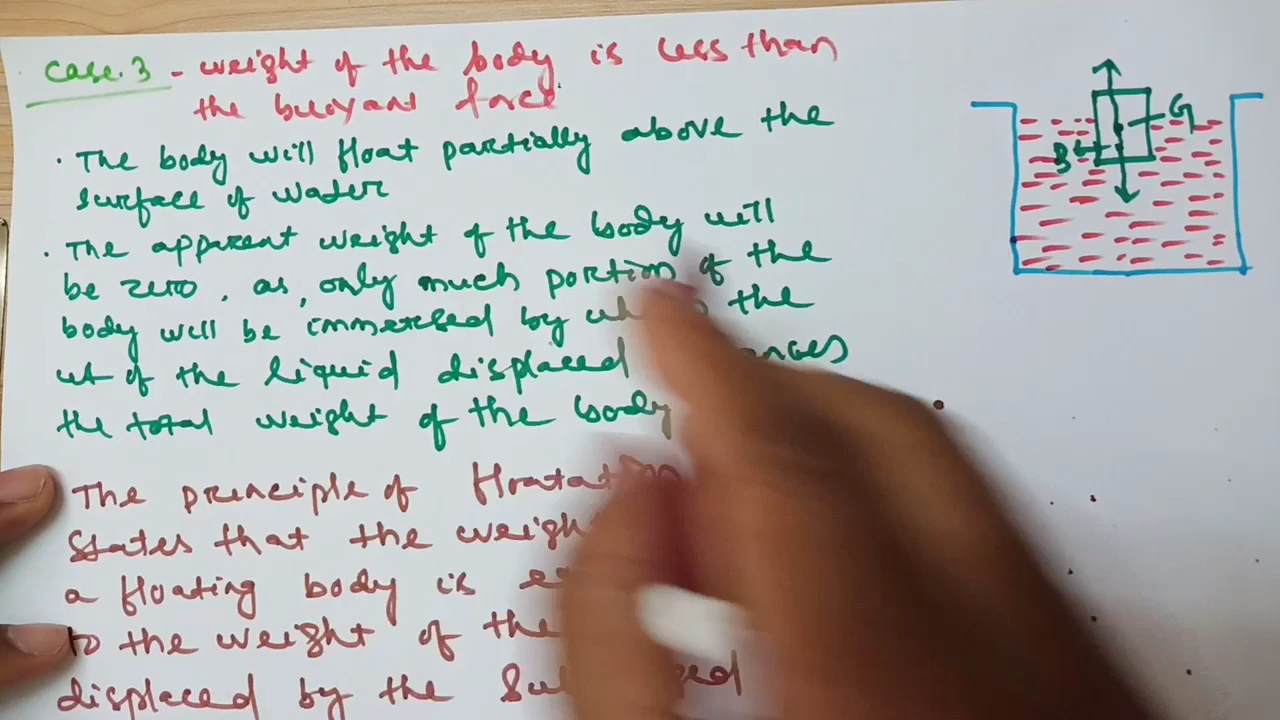 Case.3 - weight of the body is less than
the buoyant force
. The body will float partially above the
surface of water
. The apparent weight of the body will
be zero, as, only much portion of the
body will be immersed by the
wt of the liquid displaced
the total weight of the body
The principle of
states that the
a floating body is
to the weight of the
displaced by the
G
B